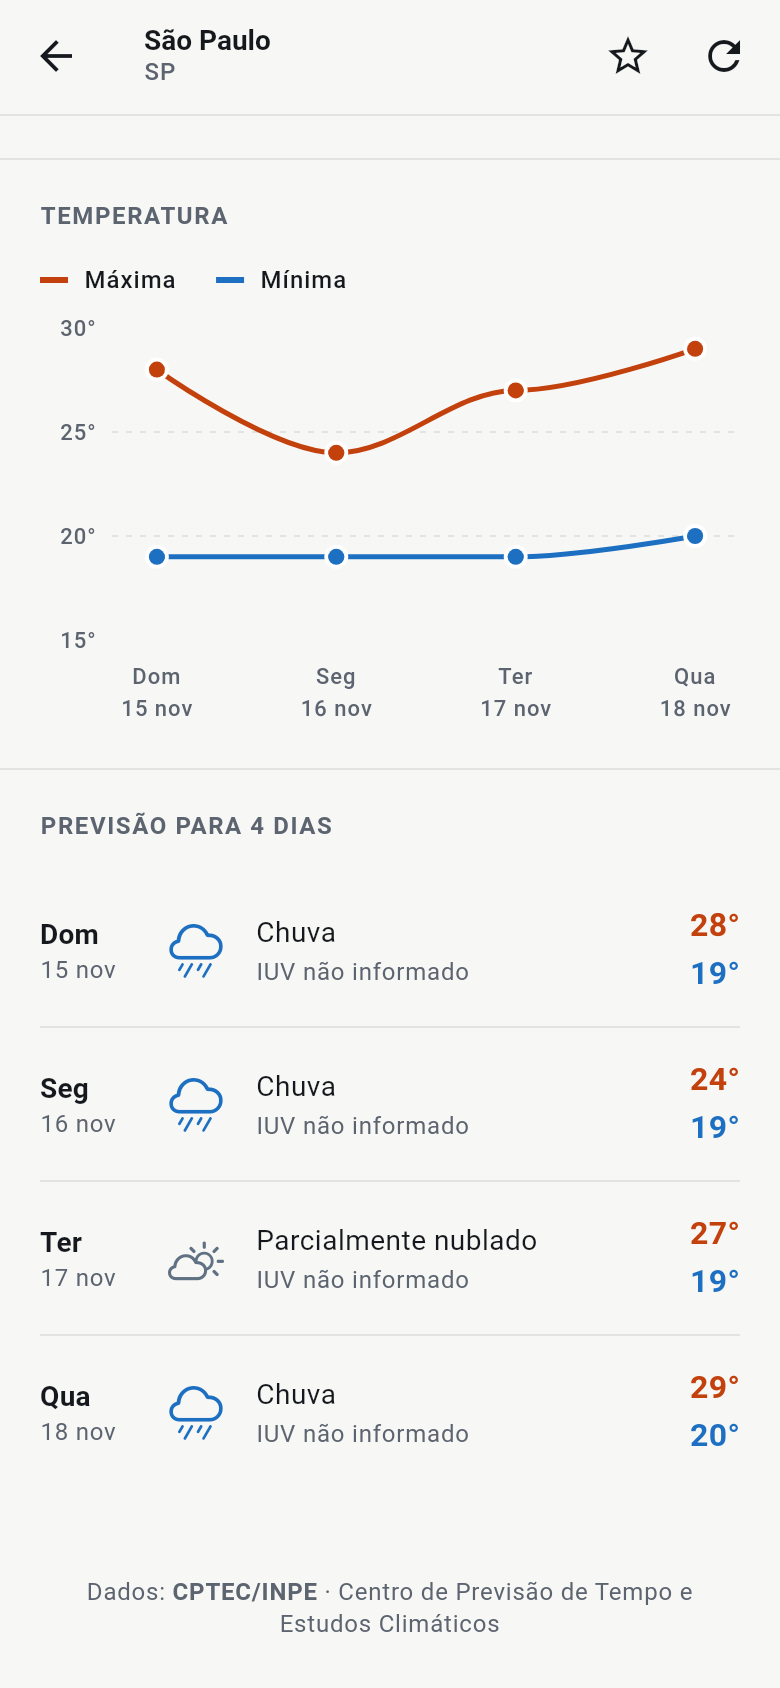 São Paulo
SP
TEMPERATURA
Máxima Mínima
30°
25°
20°
15°
Dom Seg Ter Qua
15 nov 16 nov 17 nov 18 nov
PREVISÃO PARA 4 DIAS
Dom
15 nov
Chuva
IUV não informado
28°
19°
Seg
16 nov
Chuva
IUV não informado
24°
19°
Ter
17 nov
Parcialmente nublado
IUV não informado
27°
19°
Qua
18 nov
Chuva
IUV não informado
29°
20°
Dados: CPTEC/INPE · Centro de Previsão de Tempo e
Estudos Climáticos